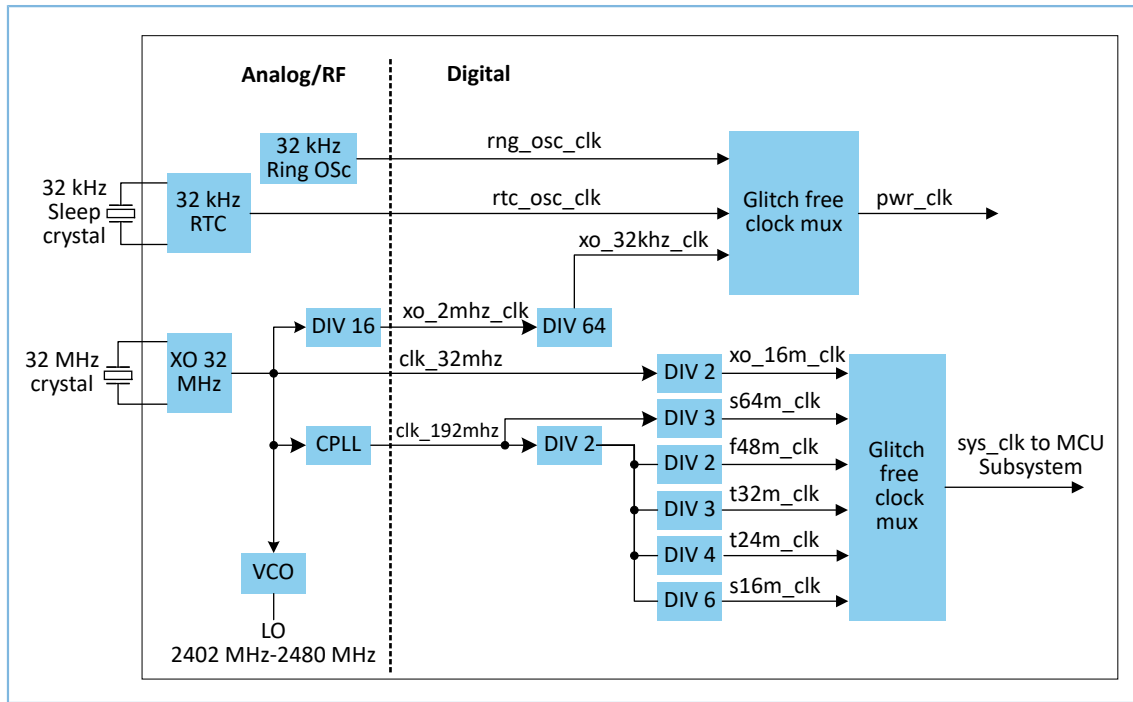 Analog/RF
Digital
32 kHz
Ring OSc
rng_osc_clk
32 kHz
Sleep
crystal
32 kHz
RTC
rtc_osc_clk
Glitch free
clock mux
pwr_clk
xo_32khz_clk
DIV 16
xo_2mhz_clk
DIV 64
32 MHz
crystal
XO 32
MHz
clk_32mhz
DIV 2
xo_16m_clk
DIV 3
s64m_clk
CPLL
clk_192mhz
DIV 2
DIV 2
f48m_clk
Glitch
free
clock
mux
sys_clk to MCU
Subsystem
DIV 3
t32m_clk
DIV 4
t24m_clk
VCO
DIV 6
s16m_clk
LO
2402 MHz-2480 MHz